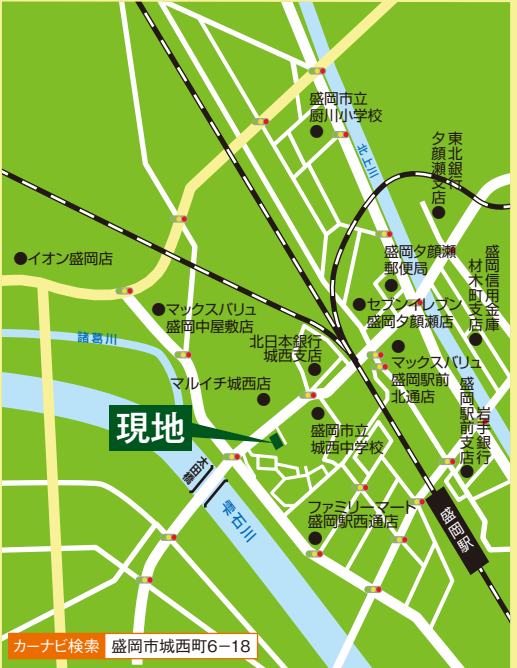 盛岡市立
厨川小学校
北上川
東北銀行
夕顔瀬支店
イオン盛岡店
盛岡夕顔瀬
郵便局
盛岡信用金庫
材木町支店
マックスバリュ
盛岡中屋敷店
セブンイレブン
盛岡夕顔瀬店
諸葛川
北日本銀行
城西支店
マックスバリュ
盛岡駅前
北通店
マルイチ城西店
岩手銀行
盛岡駅前支店
現地
盛岡市立
城西中学校
太田橋
雫石川
ファミリーマート
盛岡駅西通店
盛岡駅
カーナビ検索 盛岡市城西町6−18